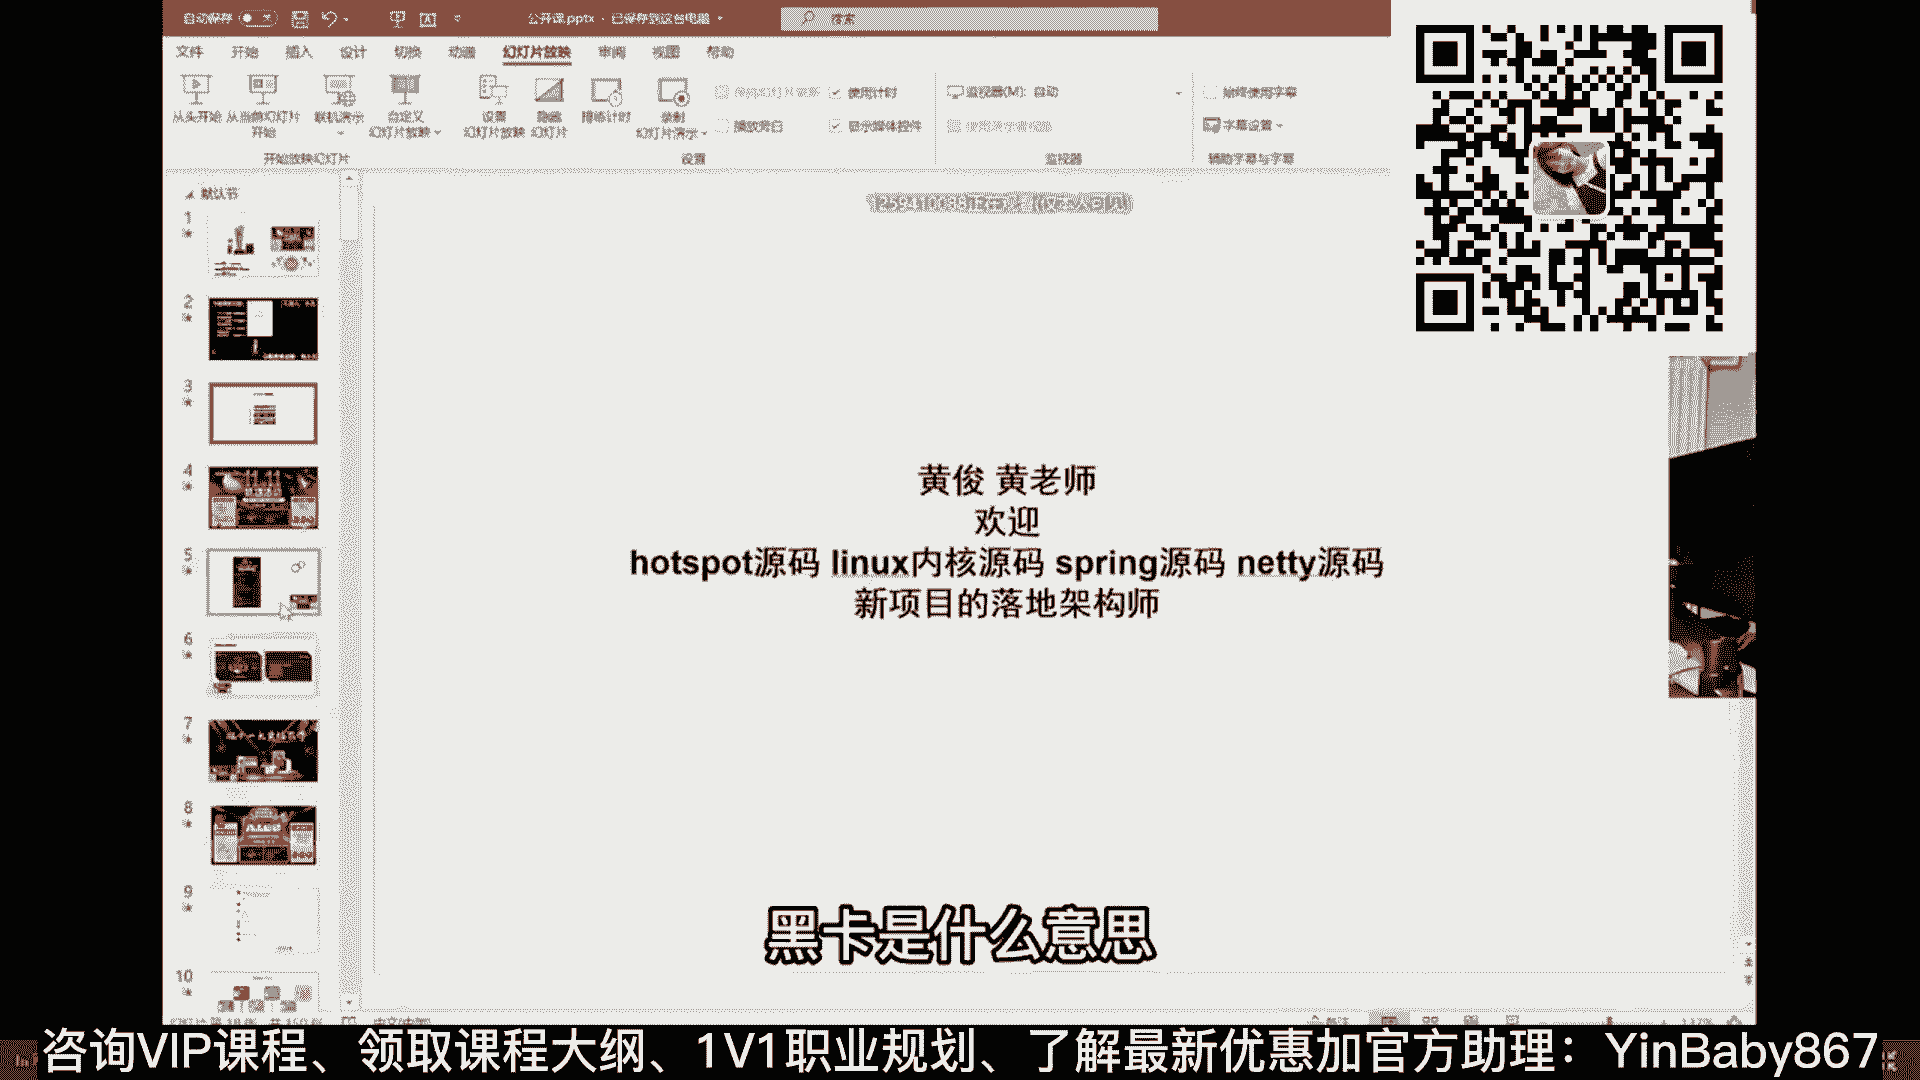 自动保存
公开课.pptx · 已保存到这台电脑
搜索
文件 开始 插入 设计 切换 动画 幻灯片放映 审阅 视图 帮助
从头开始 从当前幻灯片开始 联机演示 自定义幻灯片放映 设置幻灯片放映 隐藏幻灯片 排练计时 录制幻灯片演示
使用计时
播放旁白
显示媒体控件
监视器(M): 自动
始终使用字幕
字幕设置
开始放映幻灯片
设置
监视器
辅助字幕与字幕
默认节
1
2
3
4
5
6
7
8
9
10
黄俊 黄老师
欢迎
hotspot源码 linux内核源码 spring源码 netty源码
新项目的落地架构师
黑卡是什么意思
咨询VIP课程、领取课程大纲、1V1职业规划、了解最新优惠加官方助理：YinBaby867